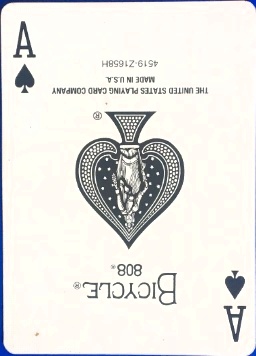 A
4519-Z1658H
MADE IN U.S.A.
THE UNITED STATES PLAYING CARD COMPANY
®
808®
BICYCLE®
A